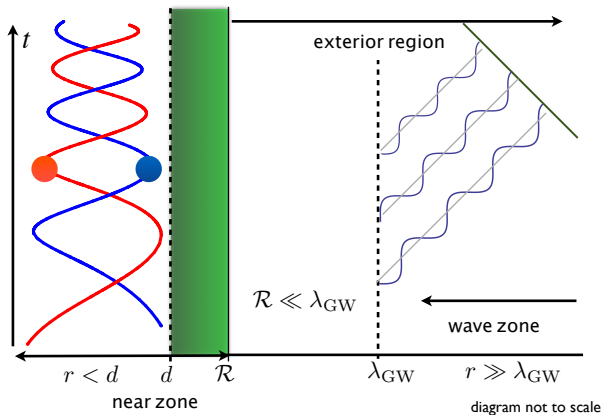 t
exterior region
ℛ ≪ λ_GW
wave zone
r < d
d
ℛ
λ_GW
r ≫ λ_GW
near zone
diagram not to scale